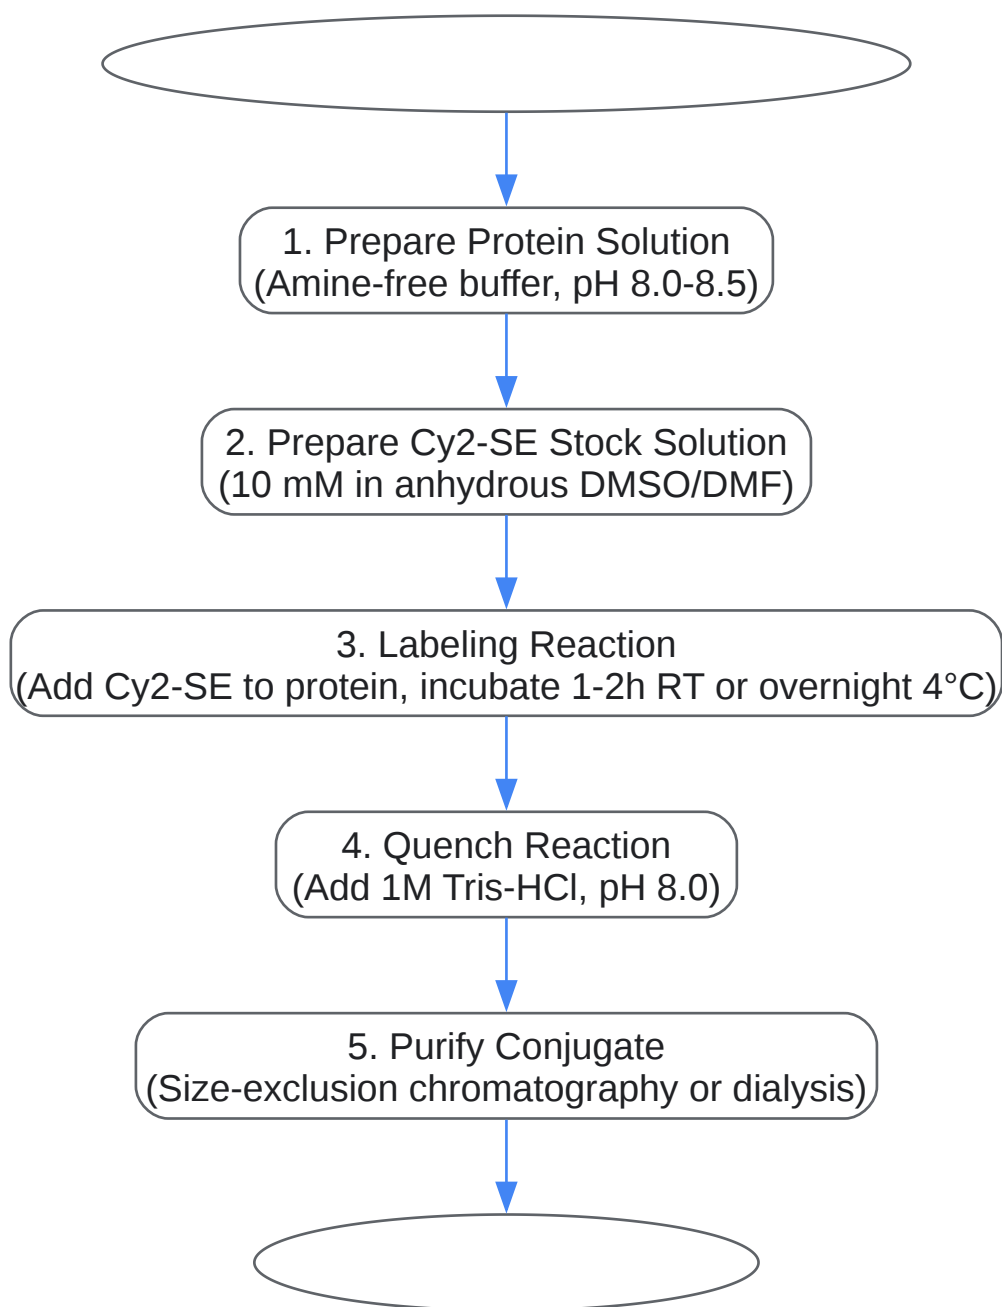 1. Prepare Protein Solution
(Amine-free buffer, pH 8.0-8.5)
2. Prepare Cy2-SE Stock Solution
(10 mM in anhydrous DMSO/DMF)
3. Labeling Reaction
(Add Cy2-SE to protein, incubate 1-2h RT or overnight 4°C)
4. Quench Reaction
(Add 1M Tris-HCl, pH 8.0)
5. Purify Conjugate
(Size-exclusion chromatography or dialysis)